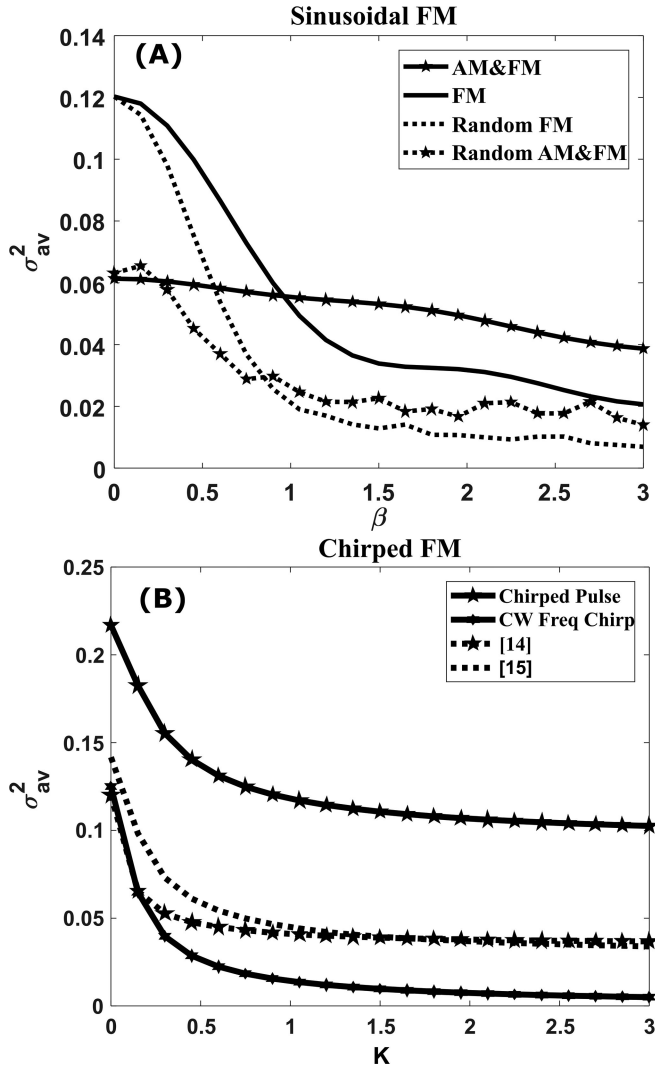 Sinusoidal FM
(A)
AM&FM
FM
Random FM
Random AM&FM
0.14
0.12
0.1
0.08
0.06
0.04
0.02
0
σ²av
0 0.5 1 1.5 2 2.5 3
β
Chirped FM
(B)
Chirped Pulse
CW Freq Chirp
[14]
[15]
0.25
0.2
0.15
0.1
0.05
0
σ²av
0 0.5 1 1.5 2 2.5 3
K